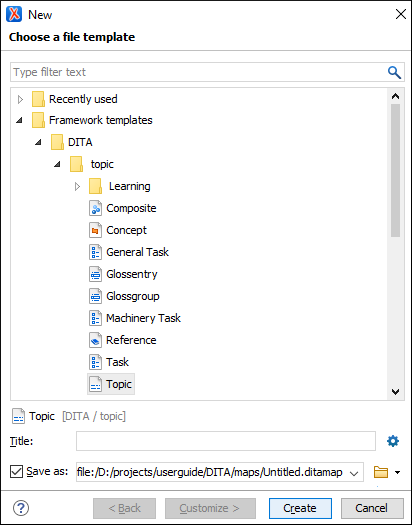 New
Choose a file template
Type filter text
Recently used
Framework templates
DITA
topic
Learning
Composite
Concept
General Task
Glossentry
Glossgroup
Machinery Task
Reference
Task
Topic
Topic [DITA / topic]
Title:
Save as: file:/D:/projects/userguide/DITA/maps/Untitled.ditamap
? < Back Customize > Create Cancel